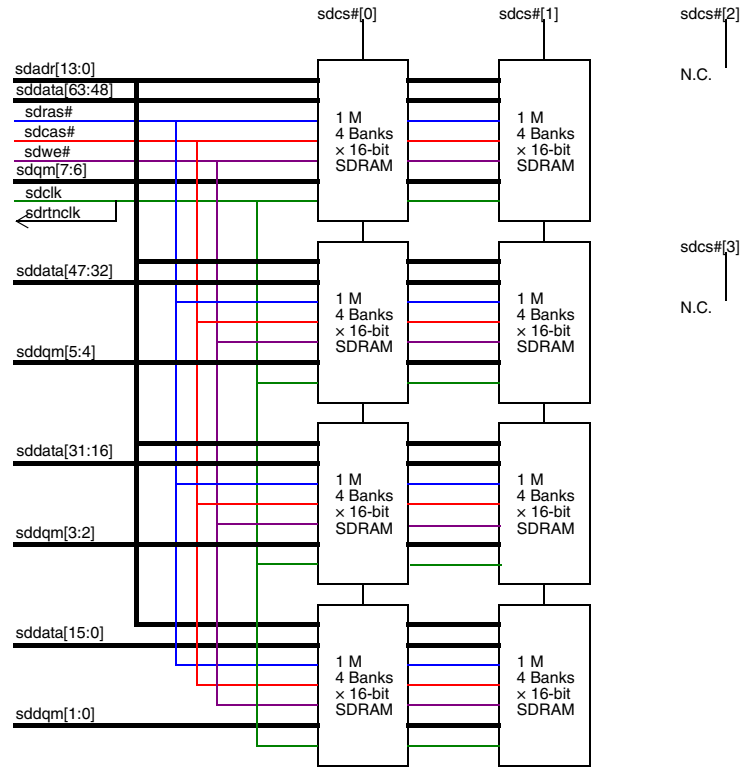 sdcs#[0]
sdcs#[1]
sdcs#[2]
N.C.
sdadr[13:0]
sddata[63:48]
sdras#
sdcas#
sdwe#
sdqm[7:6]
sdclk
sdrtnclk
1 M
4 Banks
× 16-bit
SDRAM
1 M
4 Banks
× 16-bit
SDRAM
sdcs#[3]
N.C.
sddata[47:32]
sddqm[5:4]
1 M
4 Banks
× 16-bit
SDRAM
1 M
4 Banks
× 16-bit
SDRAM
sddata[31:16]
sddqm[3:2]
1 M
4 Banks
× 16-bit
SDRAM
1 M
4 Banks
× 16-bit
SDRAM
sddata[15:0]
sddqm[1:0]
1 M
4 Banks
× 16-bit
SDRAM
1 M
4 Banks
× 16-bit
SDRAM